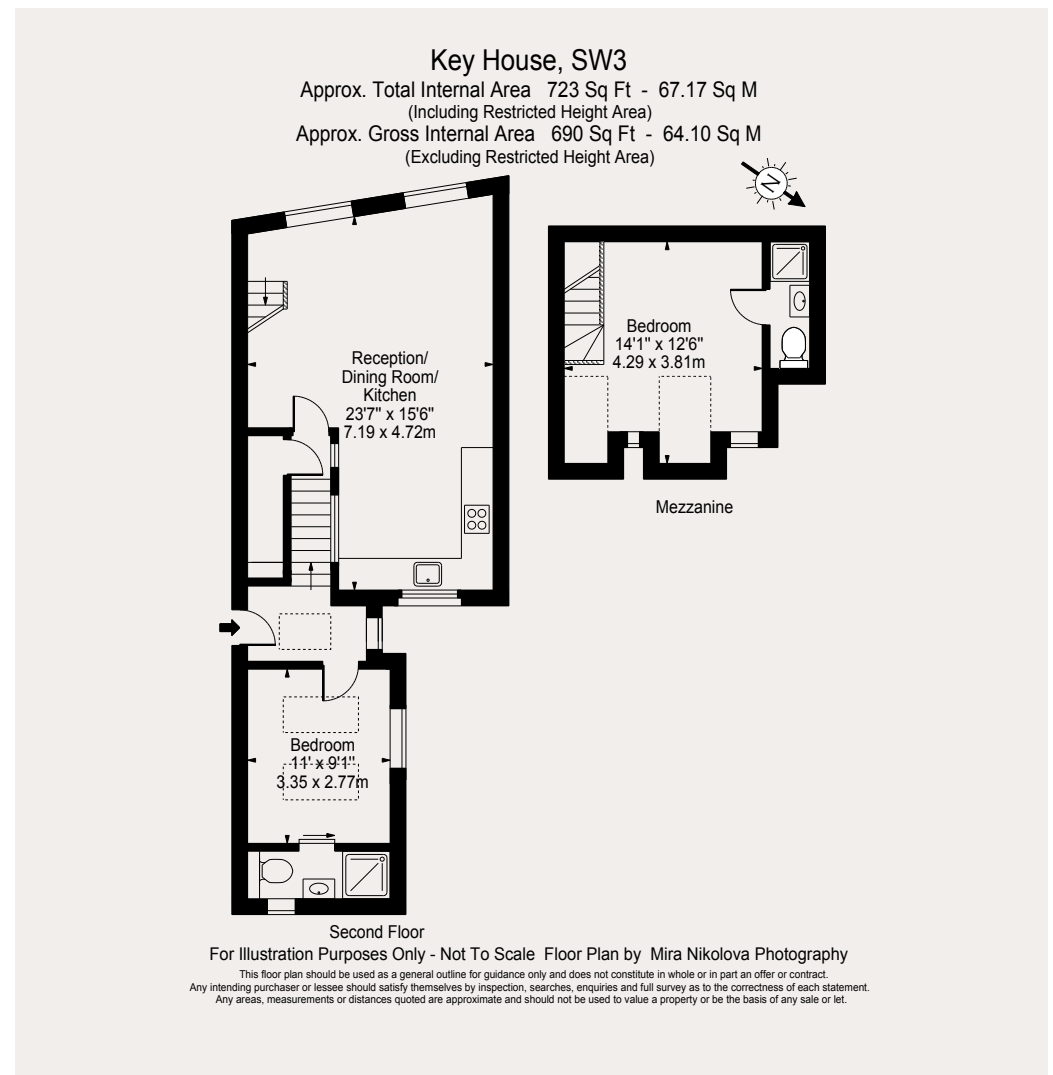 Key House, SW3
Approx. Total Internal Area 723 Sq Ft - 67.17 Sq M
(Including Restricted Height Area)
Approx. Gross Internal Area 690 Sq Ft - 64.10 Sq M
(Excluding Restricted Height Area)
N
Reception/
Dining Room/
Kitchen
23'7" x 15'6"
7.19 x 4.72m
Bedroom
14'1" x 12'6"
4.29 x 3.81m
Mezzanine
Bedroom
11' x 9'1"
3.35 x 2.77m
Second Floor
For Illustration Purposes Only - Not To Scale Floor Plan by Mira Nikolova Photography
This floor plan should be used as a general outline for guidance only and does not constitute in whole or in part an offer or contract.
Any intending purchaser or lessee should satisfy themselves by inspection, searches, enquiries and full survey as to the correctness of each statement.
Any areas, measurements or distances quoted are approximate and should not be used to value a property or be the basis of any sale or let.